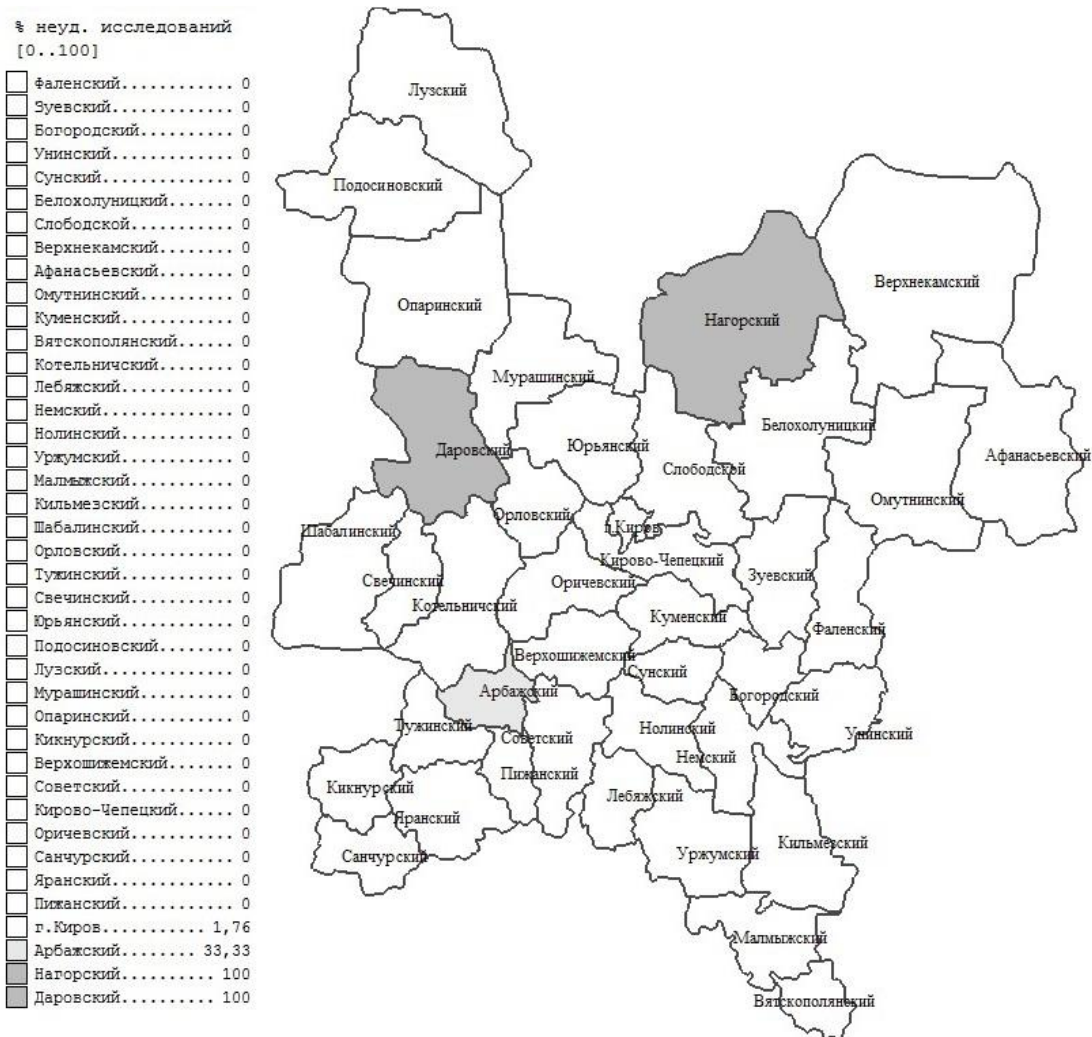 % неуд. исследований
[0..100]
Фаленский............ 0
Зуевский............. 0
Богородский.......... 0
Унинский............. 0
Сунский.............. 0
Белохолуницкий....... 0
Слободской........... 0
Верхнекамский........ 0
Афанасьевский........ 0
Омутнинский.......... 0
Куменский............ 0
Вятскополянский...... 0
Котельничский........ 0
Лебяжский............ 0
Немский.............. 0
Нолинский............ 0
Уржумский............ 0
Малмыжский........... 0
Кильмезский.......... 0
Шабалинский.......... 0
Орловский............ 0
Тужинский............ 0
Свечинский........... 0
Юрьянский............ 0
Подосиновский........ 0
Лузский.............. 0
Мурашинский.......... 0
Опаринский........... 0
Кикнурский........... 0
Верхошижемский....... 0
Советский............ 0
Кирово-Чепецкий...... 0
Оричевский........... 0
Санчурский........... 0
Яранский............. 0
Пижанский............ 0
г.Киров........... 1,76
Арбажский........ 33,33
Нагорский.......... 100
Даровский.......... 100
Лузский
Подосиновский
Верхнекамский
Опаринский
Нагорский
Мурашинский
Белохолуницкий
Юрьянский
Даровский
Слободской
Афанасьевский
Омутнинский
Орловский
г.Киров
Шабалинский
Кирово-Чепецкий
Свечинский
Оричевский
Зуевский
Котельничский
Куменский
Фаленский
Верхошижемский
Сунский
Арбажский
Богородский
Тужинский
Нолинский
Унинский
Советский
Немский
Пижанский
Кикнурский
Лебяжский
Яранский
Кильмезский
Санчурский
Уржумский
Малмыжский
Вятскополянский